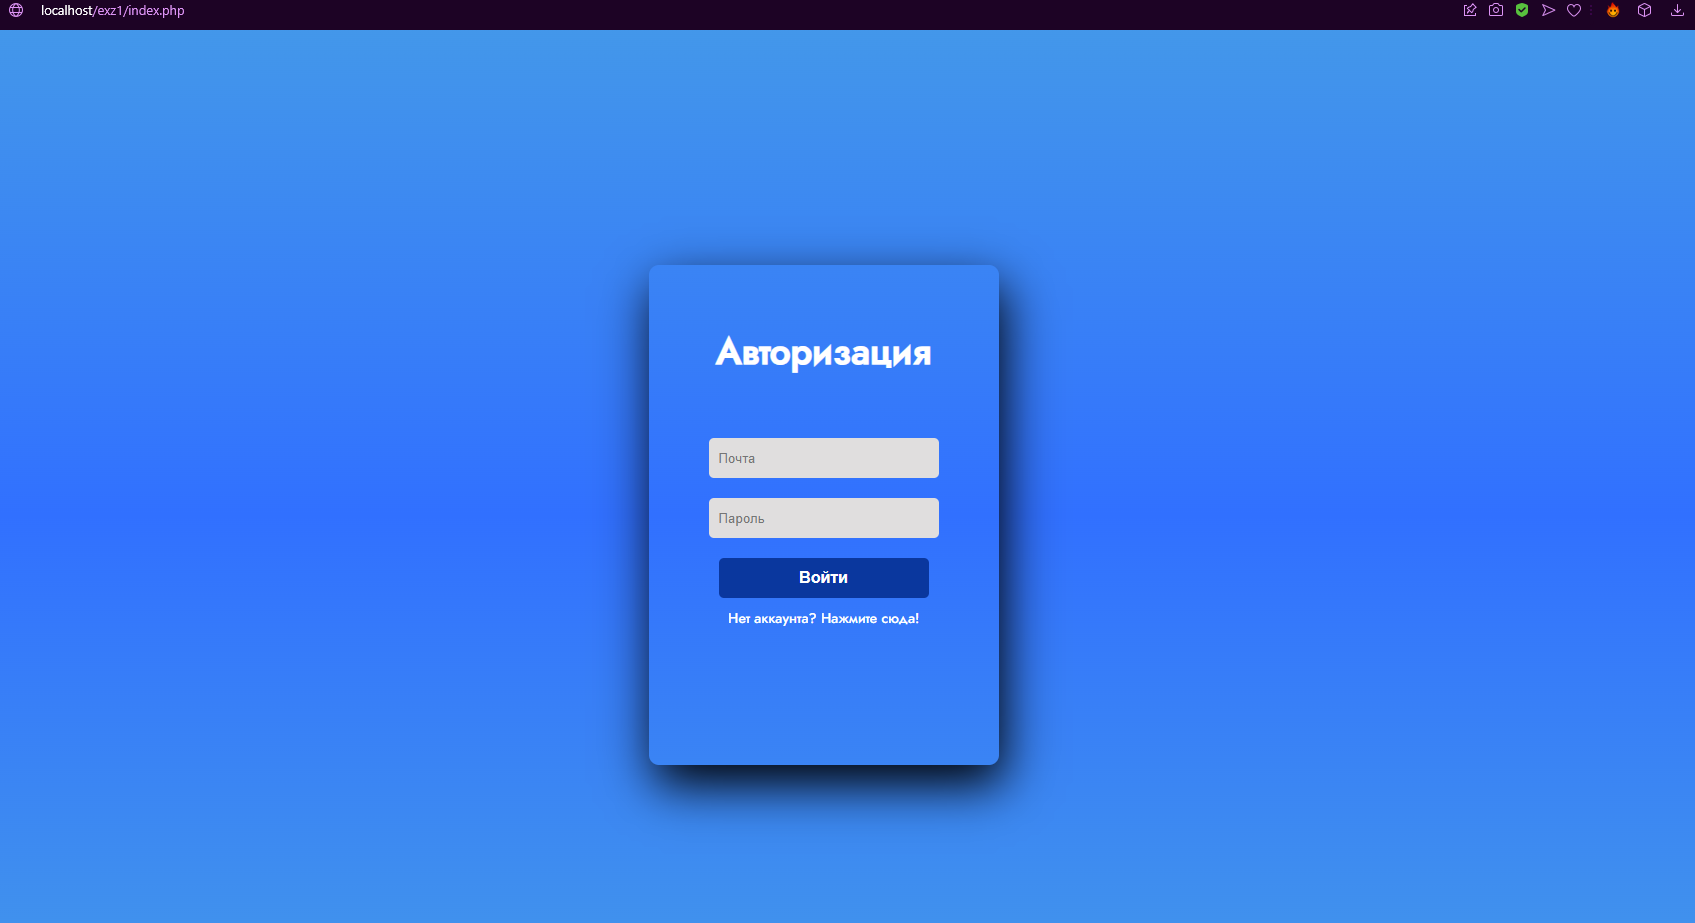 localhost/exz1/index.php
Авторизация
Почта
Пароль
Войти
Нет аккаунта? Нажмите сюда!